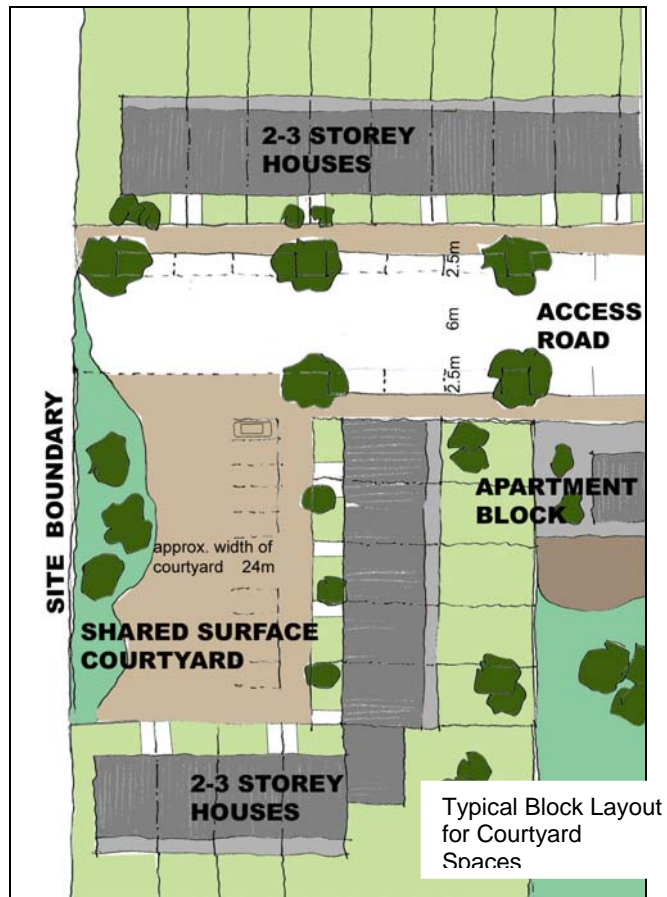 2-3 STOREY
HOUSES
2.5m
6m
2.5m
ACCESS
ROAD
SITE BOUNDARY
APARTMENT
BLOCK
approx. width of
courtyard 24m
SHARED SURFACE
COURTYARD
2-3 STOREY
HOUSES
Typical Block Layout
for Courtyard
Spaces